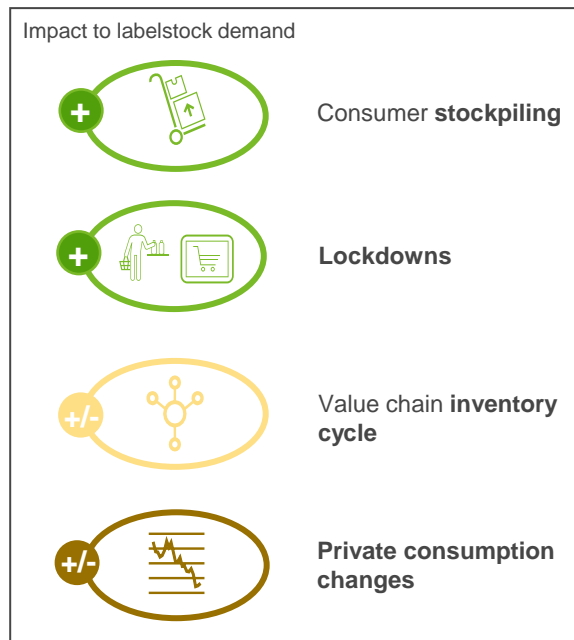 Impact to labelstock demand
+
Consumer stockpiling
+
Lockdowns
+/-
Value chain inventory
cycle
+/-
Private consumption
changes